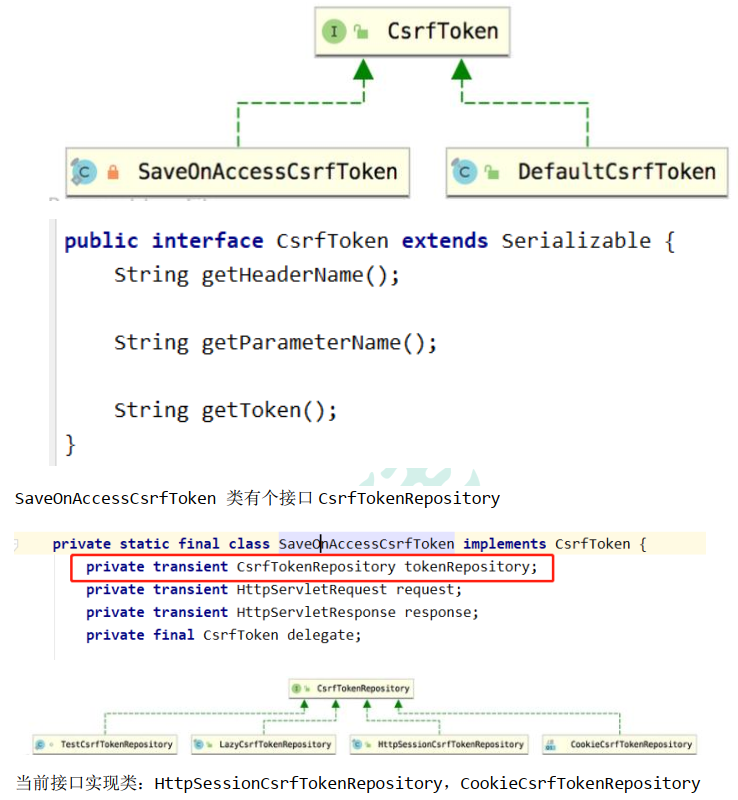 CsrfToken
SaveOnAccessCsrfToken
DefaultCsrfToken
public interface CsrfToken extends Serializable {
String getHeaderName();
String getParameterName();
String getToken();
}
SaveOnAccessCsrfToken 类有个接口 CsrfTokenRepository
private static final class SaveOnAccessCsrfToken implements CsrfToken {
private transient CsrfTokenRepository tokenRepository;
private transient HttpServletRequest request;
private transient HttpServletResponse response;
private final CsrfToken delegate;
CsrfTokenRepository
TestCsrfTokenRepository
LazyCsrfTokenRepository
HttpSessionCsrfTokenRepository
CookieCsrfTokenRepository
当前接口实现类：HttpSessionCsrfTokenRepository，CookieCsrfTokenRepository